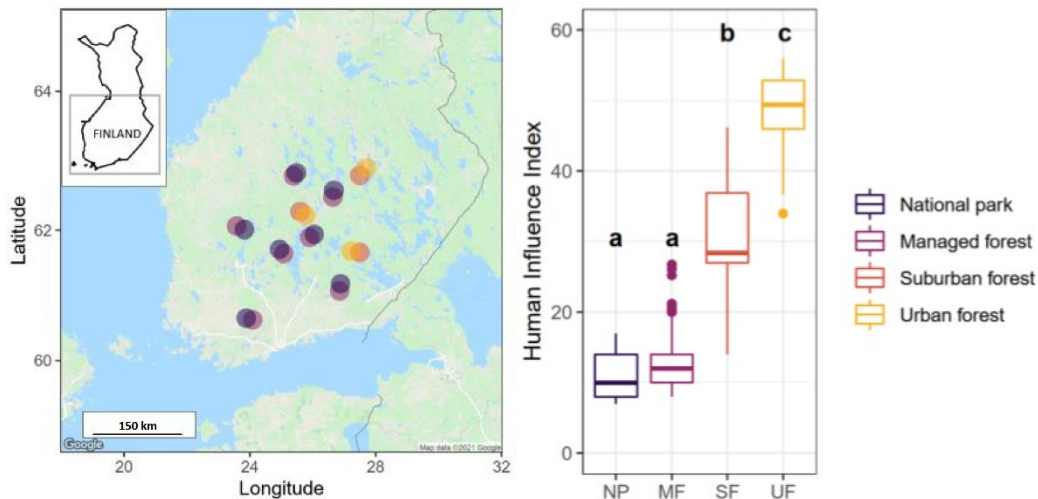 FINLAND
64
62
60
Latitude
150 km
Google
Map data ©2021 Google
20
24
28
32
Longitude
60
40
20
0
Human Influence Index
a
a
b
c
NP
MF
SF
UF
National park
Managed forest
Suburban forest
Urban forest